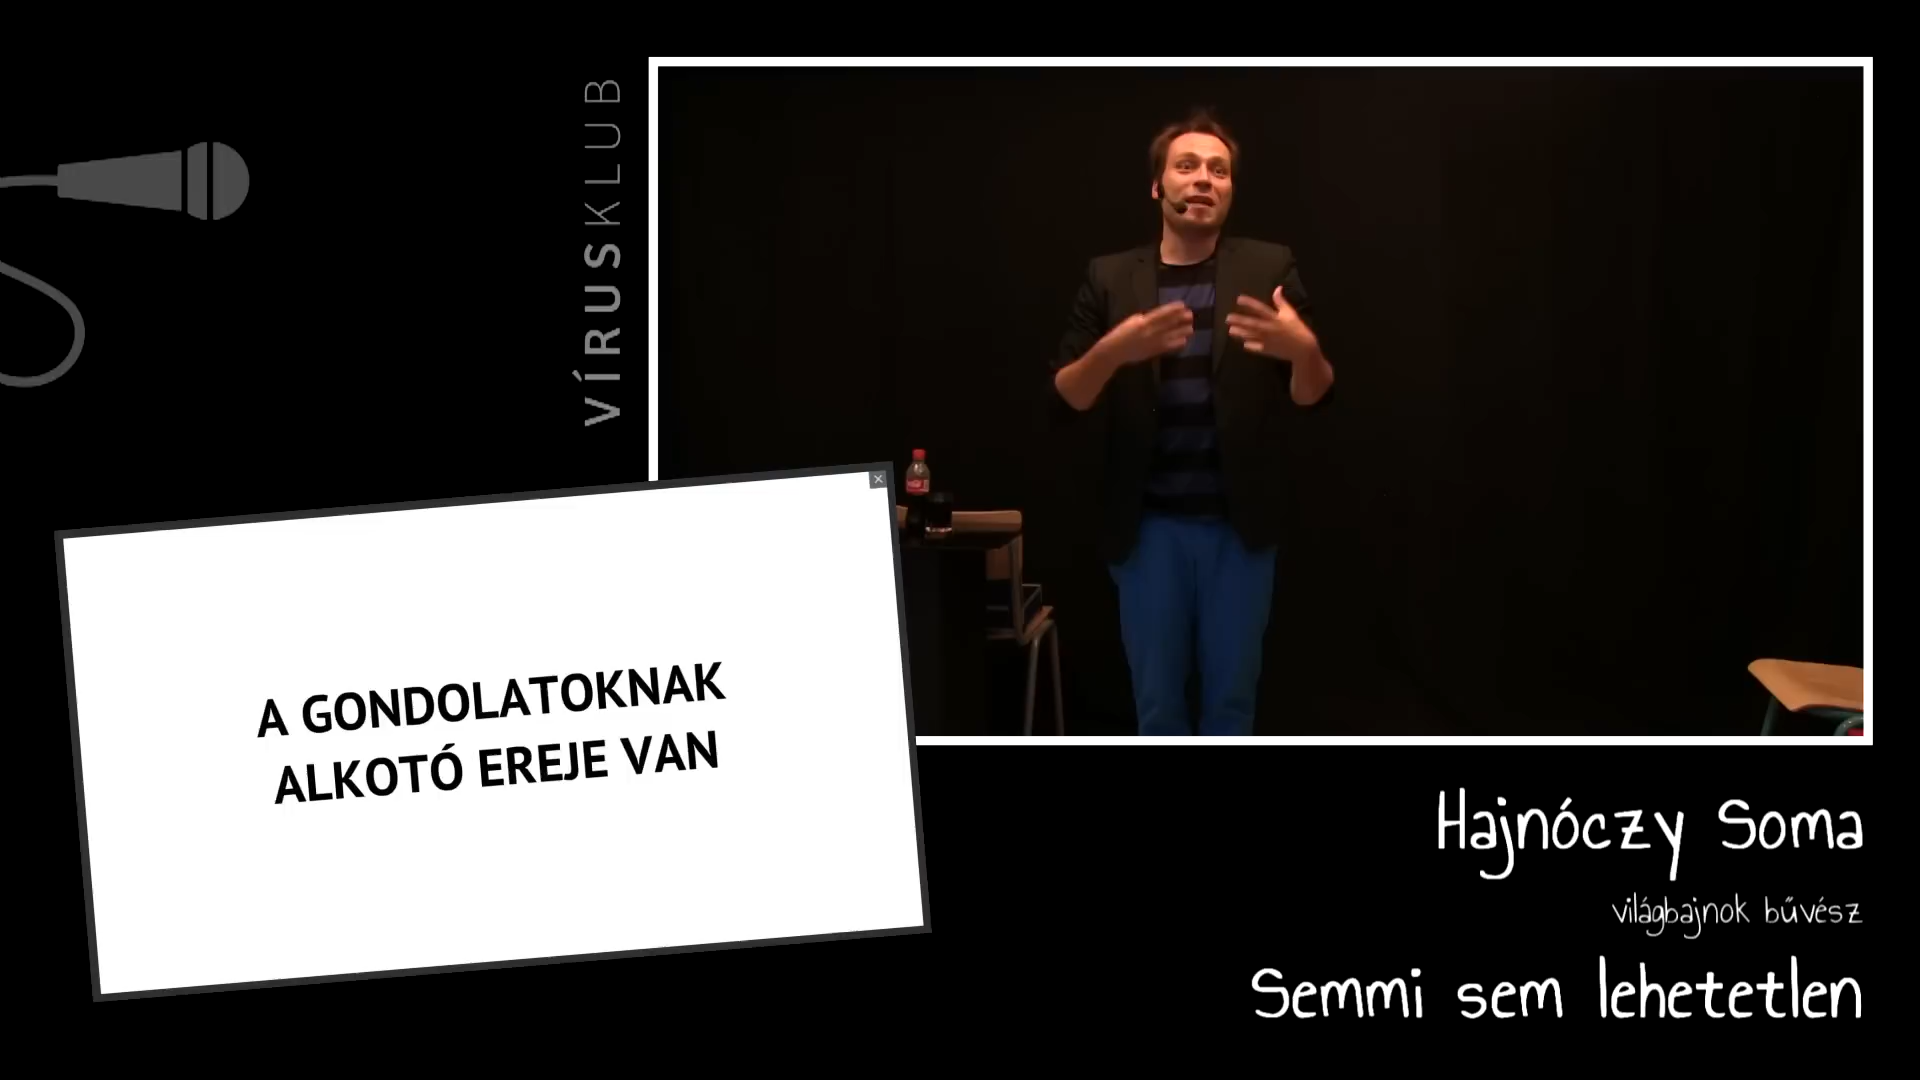 VÍRUSKLUB
A GONDOLATOKNAK
ALKOTÓ EREJE VAN
Hajnóczy Soma
világbajnok bűvész
Semmi sem lehetetlen